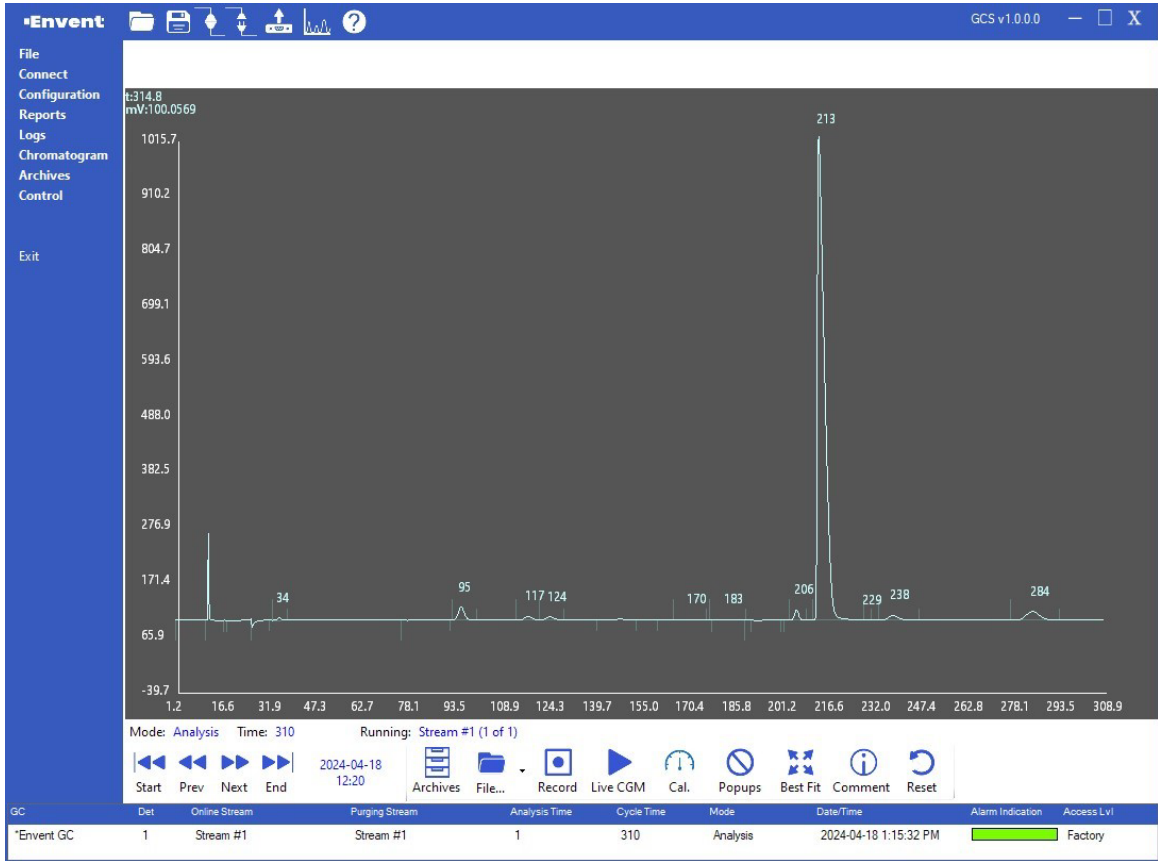 •Envent GCS v1.0.0.0 X
File
Connect
Configuration
Reports
Logs
Chromatogram
Archives
Control
Exit
t:314.8
mV:100.0569
1015.7
910.2
804.7
699.1
593.6
488.0
382.5
276.9
171.4
65.9
-39.7
213
34 95 117 124 170 183 206 229 238 284
1.2 16.6 31.9 47.3 62.7 78.1 93.5 108.9 124.3 139.7 155.0 170.4 185.8 201.2 216.6 232.0 247.4 262.8 278.1 293.5 308.9
Mode: Analysis Time: 310 Running: Stream #1 (1 of 1)
2024-04-18
12:20
Start Prev Next End Archives File... Record Live CGM Cal. Popups Best Fit Comment Reset
GC Det Online Stream Purging Stream Analysis Time Cycle Time Mode Date/Time Alarm Indication Access Lvl
*Envent GC 1 Stream #1 Stream #1 1 310 Analysis 2024-04-18 1:15:32 PM Factory